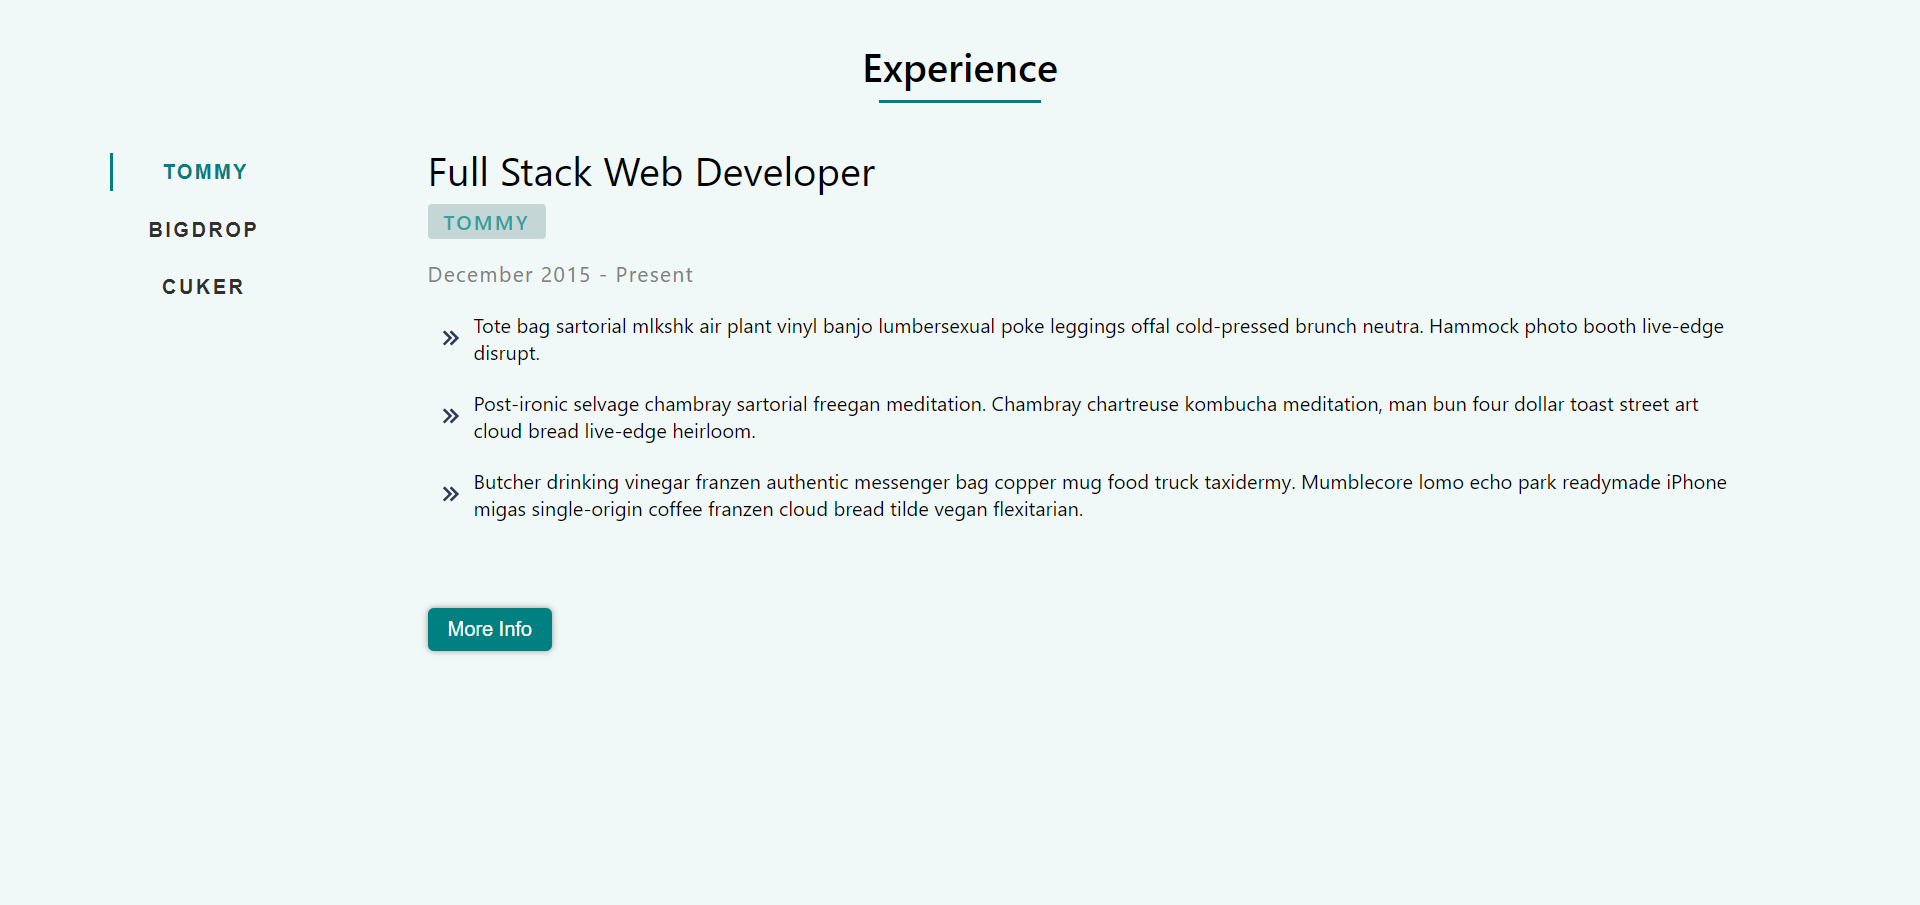 Experience
TOMMY
BIGDROP
CUKER
Full Stack Web Developer
TOMMY
December 2015 - Present
Tote bag sartorial mlkshk air plant vinyl banjo lumbersexual poke leggings offal cold-pressed brunch neutra. Hammock photo booth live-edge
disrupt.
Post-ironic selvage chambray sartorial freegan meditation. Chambray chartreuse kombucha meditation, man bun four dollar toast street art
cloud bread live-edge heirloom.
Butcher drinking vinegar franzen authentic messenger bag copper mug food truck taxidermy. Mumblecore lomo echo park readymade iPhone
migas single-origin coffee franzen cloud bread tilde vegan flexitarian.
More Info